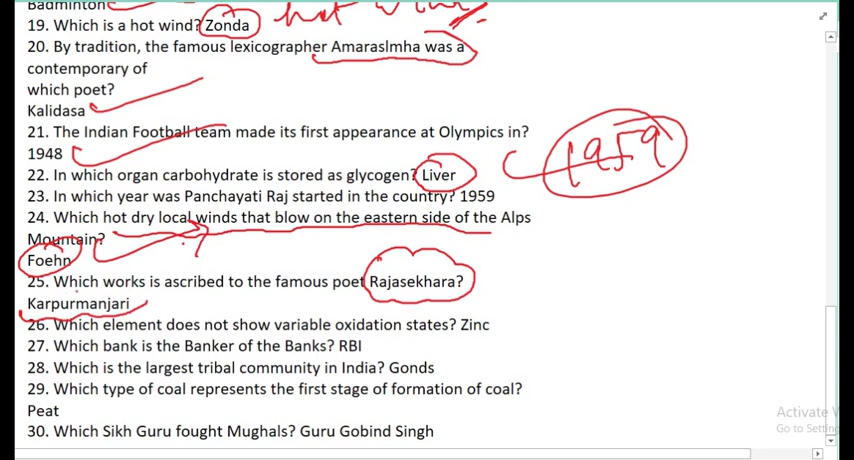 Badminton
hot wind
19. Which is a hot wind? Zonda
20. By tradition, the famous lexicographer Amaraslmha was a
contemporary of
which poet?
Kalidasa
21. The Indian Football team made its first appearance at Olympics in?
1948
1959
22. In which organ carbohydrate is stored as glycogen? Liver
23. In which year was Panchayati Raj started in the country? 1959
24. Which hot dry local winds that blow on the eastern side of the Alps
Mountain?
Foehn
25. Which works is ascribed to the famous poet Rajasekhara?
Karpurmanjari
26. Which element does not show variable oxidation states? Zinc
27. Which bank is the Banker of the Banks? RBI
28. Which is the largest tribal community in India? Gonds
29. Which type of coal represents the first stage of formation of coal?
Peat
Activate
Go to Setting
30. Which Sikh Guru fought Mughals? Guru Gobind Singh